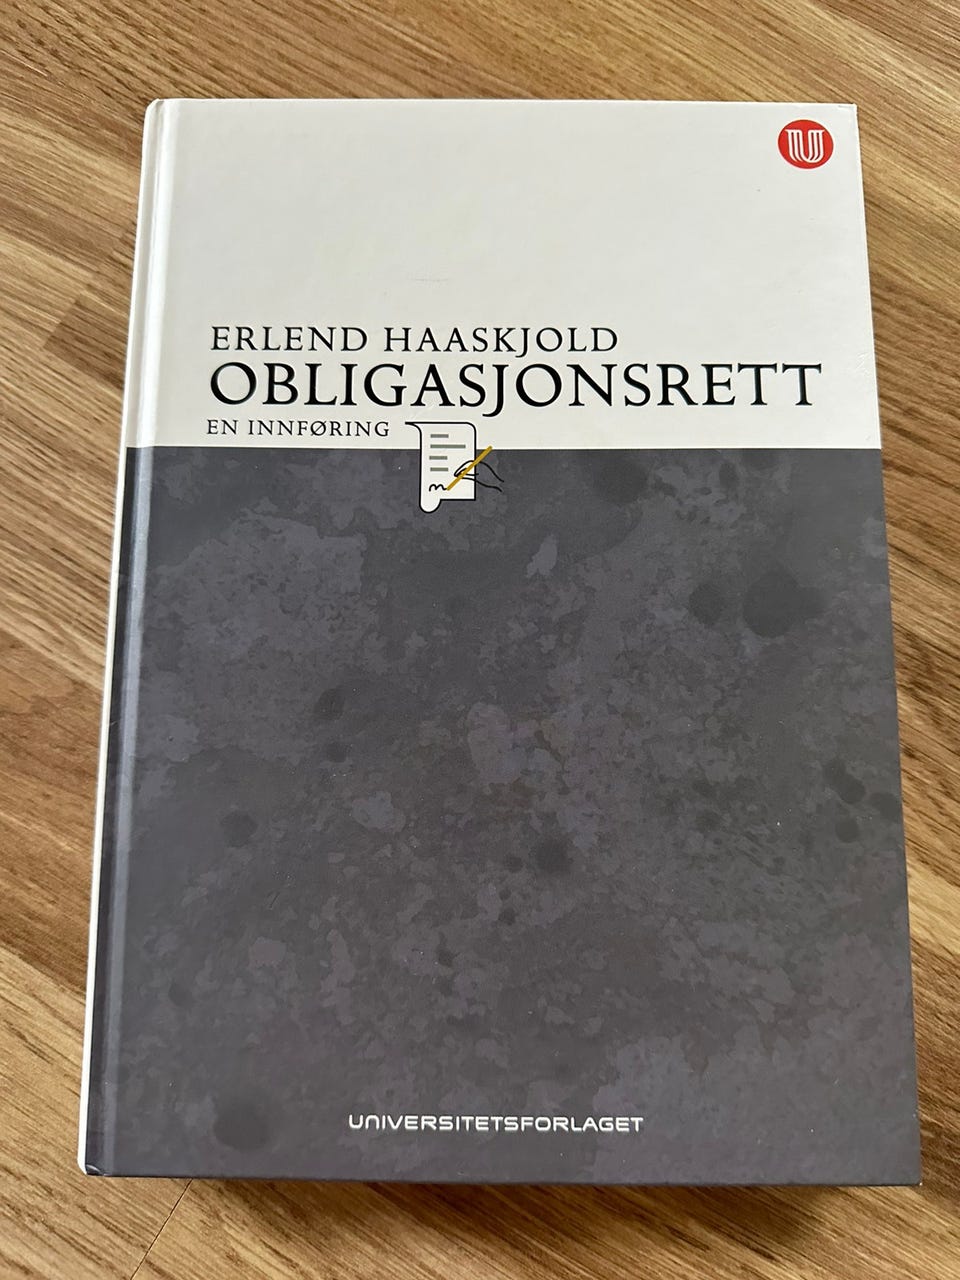 U
ERLEND HAASKJOLD
OBLIGASJONSRETT
EN INNFØRING
UNIVERSITETSFORLAGET